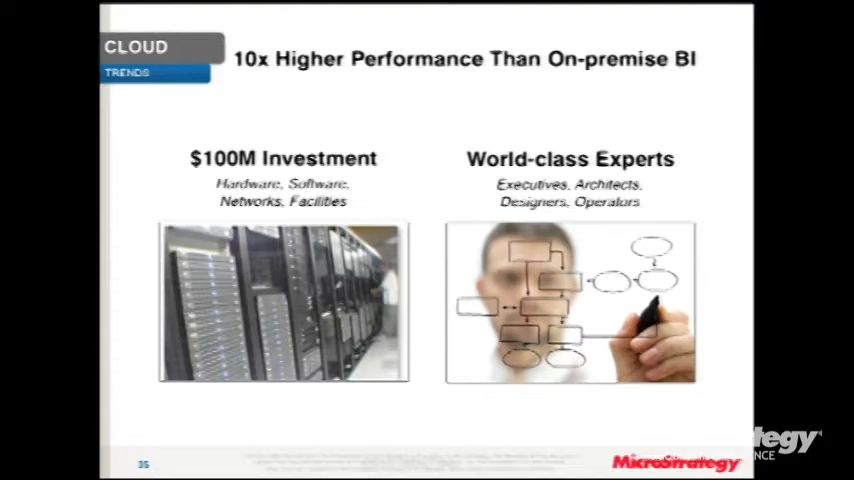 CLOUD
TRENDS
10x Higher Performance Than On-premise BI
$100M Investment
Hardware, Software,
Networks, Facilities
World-class Experts
Executives, Architects,
Designers, Operators
35
MicroStrategy